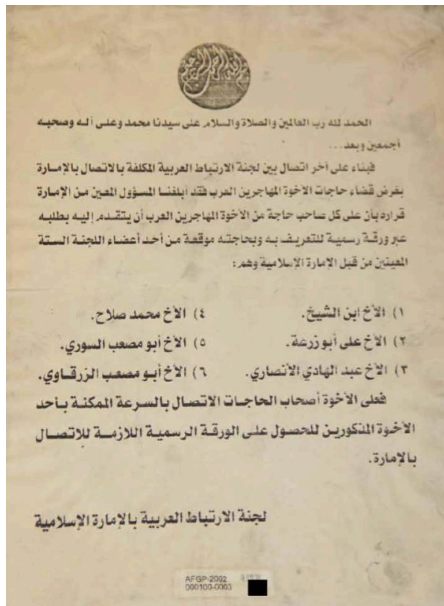 بسم الله الرحمن الرحيم
الحمد لله رب العالمين والصلاة والسلام على سيدنا محمد وعلى آله وصحبه
أجمعين وبعد...
فبناء على آخر اتصال بين لجنة الارتباط العربية المكلفة بالاتصال بالإمارة
بغرض قضاء حاجات الأخوة المهاجرين العرب فقد أبلغنا المسؤول المعين من الإمارة
قراره بأن على كل صاحب حاجة من الأخوة المهاجرين العرب أن يتقدم إليه بطلبه
عبر ورقة رسمية للتعريف به وبحاجته موقعة من أحد أعضاء اللجنة الستة
المعينين من قبل الإمارة الإسلامية وهم:
١) الأخ ابن الشيخ. ٤) الأخ محمد صلاح.
٢) الأخ على أبو زرعة. ٥) الأخ أبو مصعب السوري.
٣) الأخ عبد الهادي الأنصاري. ٦) الأخ أبو مصعب الزرقاوي.
فعلى الأخوة أصحاب الحاجات الاتصال بالسرعة الممكنة بأحد
الأخوة المذكورين للحصول على الورقة الرسمية اللازمة للاتصال
بالإمارة.
لجنة الارتباط العربية بالإمارة الإسلامية
AFGP-2002
000100-0003